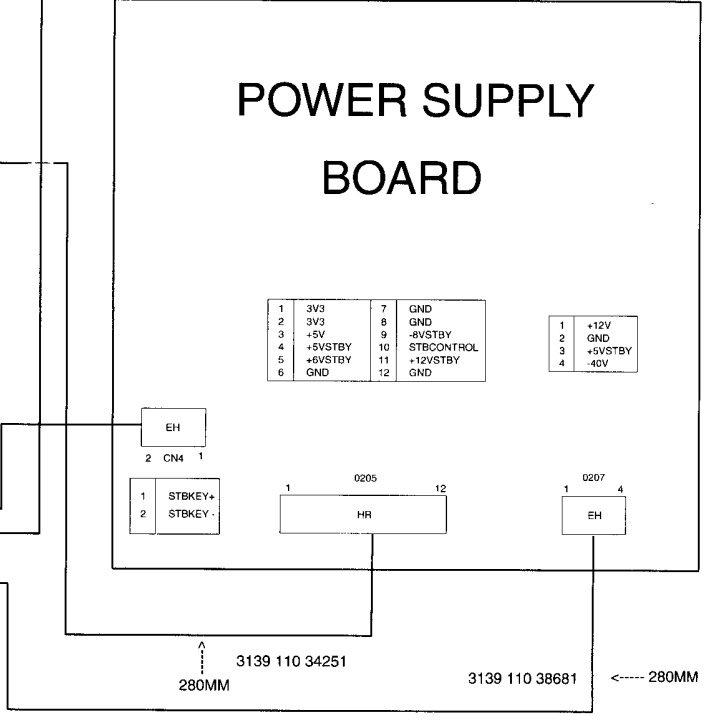 POWER SUPPLY
BOARD
1 3V3 7 GND
2 3V3 8 GND
3 +5V 9 -8VSTBY
4 +5VSTBY 10 STBCONTROL
5 +6VSTBY 11 +12VSTBY
6 GND 12 GND
1 +12V
2 GND
3 +5VSTBY
4 -40V
EH
2 CN4 1
1 STBKEY+
2 STBKEY-
0205
1 12
HR
0207
1 4
EH
3139 110 34251
280MM
3139 110 38681
<----- 280MM